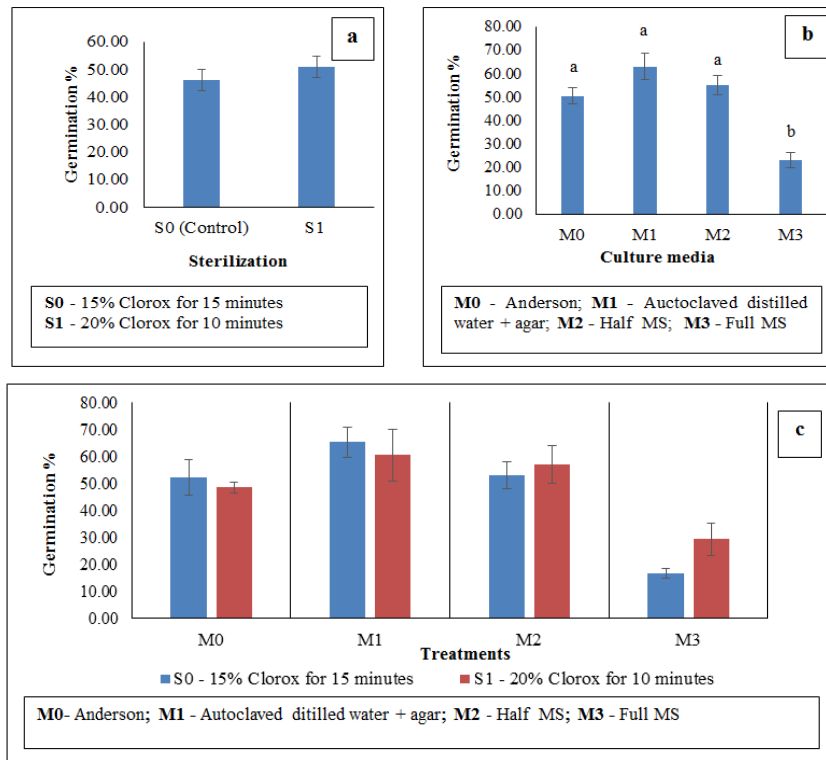 a
60.00
50.00
40.00
30.00
20.00
10.00
0.00
Germination %
S0 (Control) S1
Sterilization
S0 - 15% Clorox for 15 minutes
S1 - 20% Clorox for 10 minutes
b
80.00
70.00
60.00
50.00
40.00
30.00
20.00
10.00
0.00
Germination %
a a a b
M0 M1 M2 M3
Culture media
M0 - Anderson; M1 - Auctoclaved distilled
water + agar; M2 - Half MS; M3 - Full MS
c
80.00
70.00
60.00
50.00
40.00
30.00
20.00
10.00
0.00
Germination %
M0 M1 M2 M3
Treatments
S0 - 15% Clorox for 15 minutes S1 - 20% Clorox for 10 minutes
M0- Anderson; M1 - Autoclaved ditilled water + agar; M2 - Half MS; M3 - Full MS